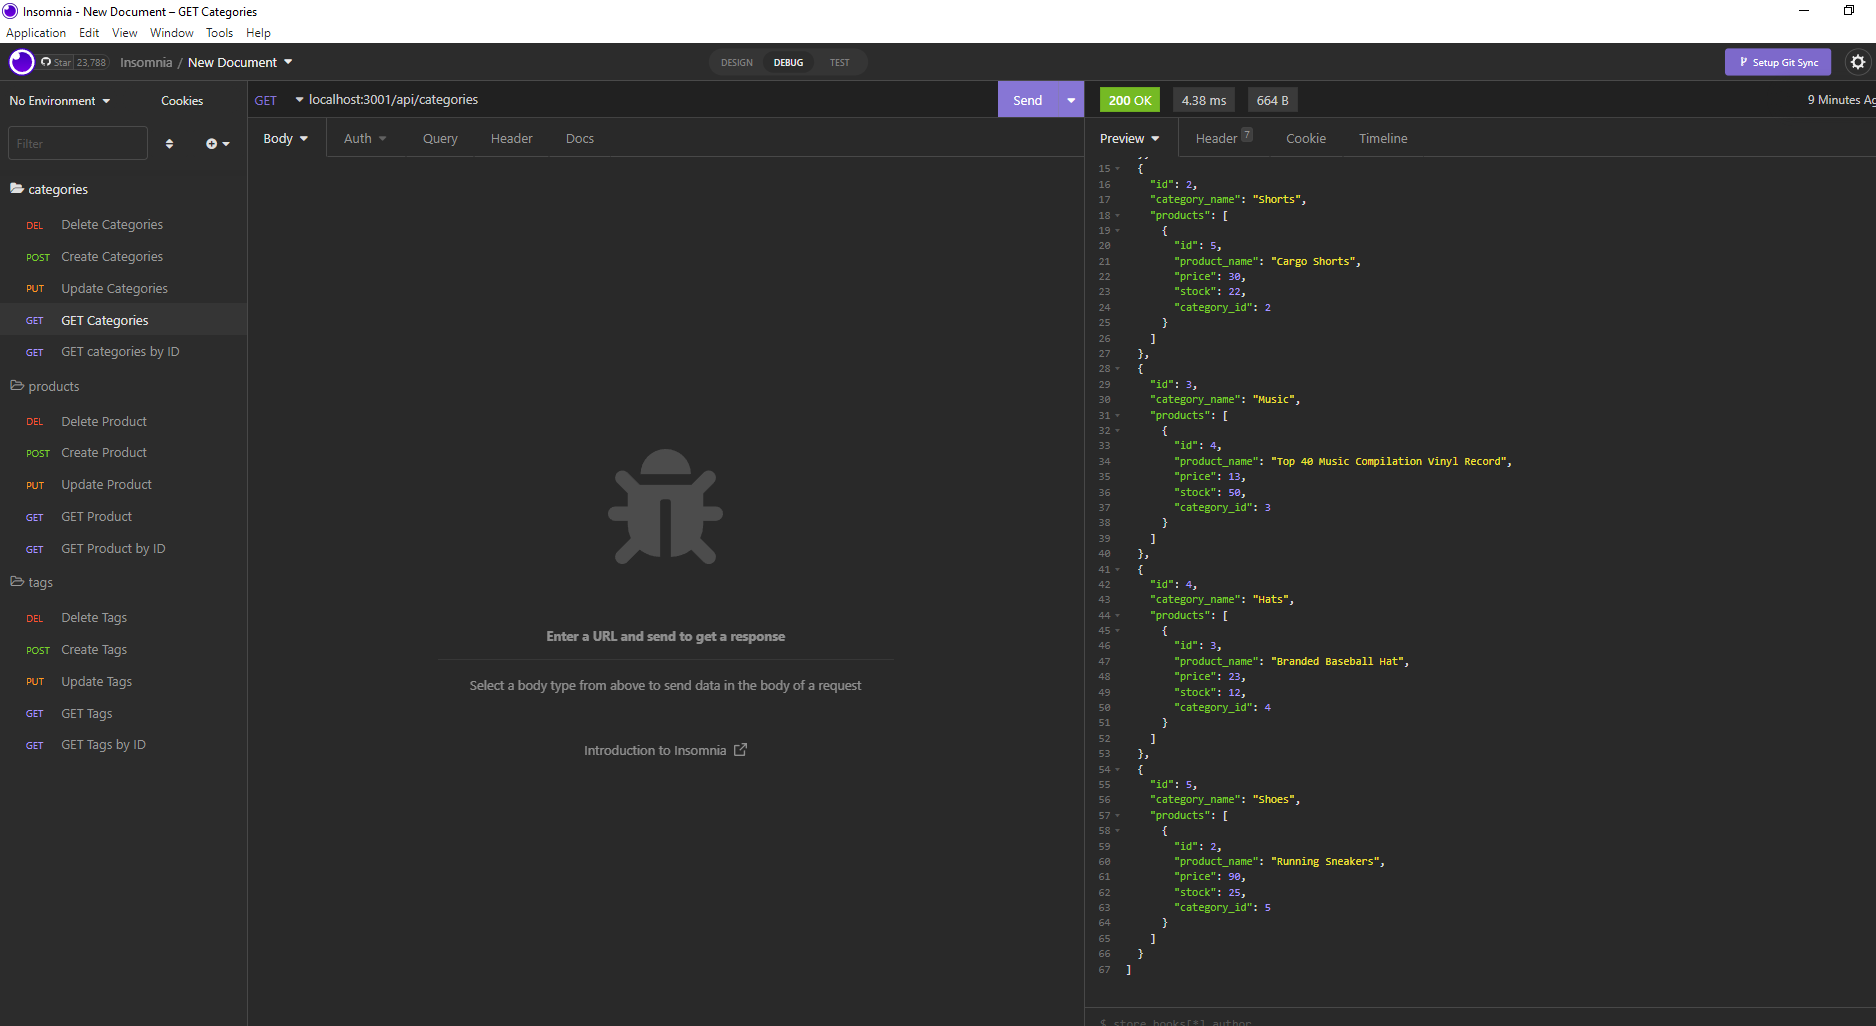 Insomnia - New Document – GET Categories
Application Edit View Window Tools Help
Star 23,788
Insomnia / New Document
DESIGN DEBUG TEST
Setup Git Sync
No Environment
Cookies
Filter
categories
DEL Delete Categories
POST Create Categories
PUT Update Categories
GET GET Categories
GET GET categories by ID
products
DEL Delete Product
POST Create Product
PUT Update Product
GET GET Product
GET GET Product by ID
tags
DEL Delete Tags
POST Create Tags
PUT Update Tags
GET GET Tags
GET GET Tags by ID
GET localhost:3001/api/categories
Send
Body Auth Query Header Docs
Enter a URL and send to get a response
Select a body type from above to send data in the body of a request
Introduction to Insomnia
200 OK 4.38 ms 664 B
9 Minutes Ag
Preview Header 7 Cookie Timeline
},
15 {
16 "id": 2,
17 "category_name": "Shorts",
18 "products": [
19 {
20 "id": 5,
21 "product_name": "Cargo Shorts",
22 "price": 30,
23 "stock": 22,
24 "category_id": 2
25 }
26 ]
27 },
28 {
29 "id": 3,
30 "category_name": "Music",
31 "products": [
32 {
33 "id": 4,
34 "product_name": "Top 40 Music Compilation Vinyl Record",
35 "price": 13,
36 "stock": 50,
37 "category_id": 3
38 }
39 ]
40 },
41 {
42 "id": 4,
43 "category_name": "Hats",
44 "products": [
45 {
46 "id": 3,
47 "product_name": "Branded Baseball Hat",
48 "price": 23,
49 "stock": 12,
50 "category_id": 4
51 }
52 ]
53 },
54 {
55 "id": 5,
56 "category_name": "Shoes",
57 "products": [
58 {
59 "id": 2,
60 "product_name": "Running Sneakers",
61 "price": 90,
62 "stock": 25,
63 "category_id": 5
64 }
65 ]
66 }
67 ]
$.store.books[*].author